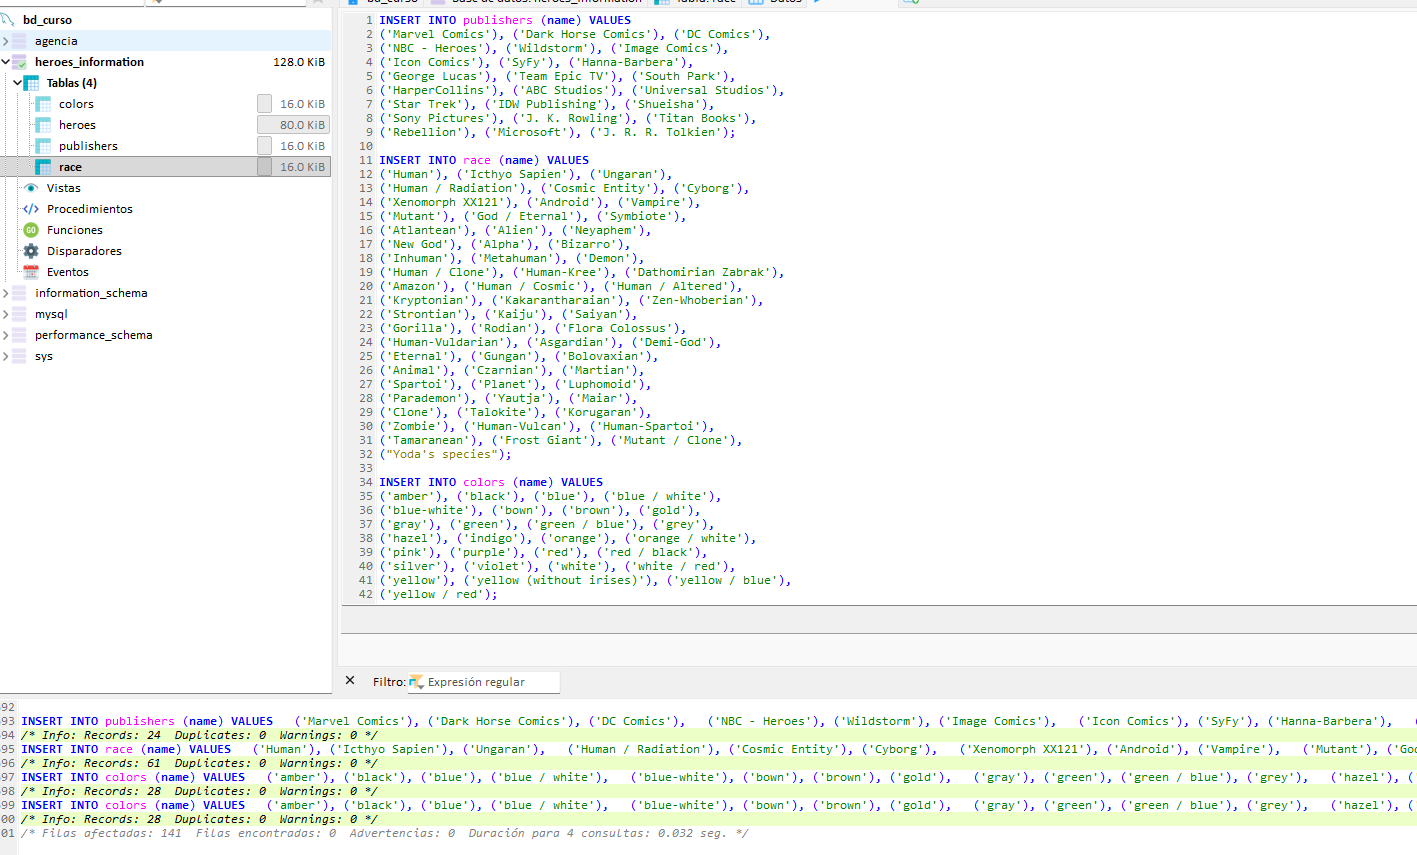 bd_curso
agencia
heroes_information 128.0 KiB
Tablas (4)
colors 16.0 KiB
heroes 80.0 KiB
publishers 16.0 KiB
race 16.0 KiB
Vistas
Procedimientos
Funciones
Disparadores
Eventos
information_schema
mysql
performance_schema
sys
bd_curso Base de datos: heroes_information Tabla: race Datos
1 INSERT INTO publishers (name) VALUES
2 ('Marvel Comics'), ('Dark Horse Comics'), ('DC Comics'),
3 ('NBC - Heroes'), ('Wildstorm'), ('Image Comics'),
4 ('Icon Comics'), ('SyFy'), ('Hanna-Barbera'),
5 ('George Lucas'), ('Team Epic TV'), ('South Park'),
6 ('HarperCollins'), ('ABC Studios'), ('Universal Studios'),
7 ('Star Trek'), ('IDW Publishing'), ('Shueisha'),
8 ('Sony Pictures'), ('J. K. Rowling'), ('Titan Books'),
9 ('Rebellion'), ('Microsoft'), ('J. R. R. Tolkien');
10
11 INSERT INTO race (name) VALUES
12 ('Human'), ('Icthyo Sapien'), ('Ungaran'),
13 ('Human / Radiation'), ('Cosmic Entity'), ('Cyborg'),
14 ('Xenomorph XX121'), ('Android'), ('Vampire'),
15 ('Mutant'), ('God / Eternal'), ('Symbiote'),
16 ('Atlantean'), ('Alien'), ('Neyaphem'),
17 ('New God'), ('Alpha'), ('Bizarro'),
18 ('Inhuman'), ('Metahuman'), ('Demon'),
19 ('Human / Clone'), ('Human-Kree'), ('Dathomirian Zabrak'),
20 ('Amazon'), ('Human / Cosmic'), ('Human / Altered'),
21 ('Kryptonian'), ('Kakarantharaian'), ('Zen-Whoberian'),
22 ('Strontian'), ('Kaiju'), ('Saiyan'),
23 ('Gorilla'), ('Rodian'), ('Flora Colossus'),
24 ('Human-Vuldarian'), ('Asgardian'), ('Demi-God'),
25 ('Eternal'), ('Gungan'), ('Bolovaxian'),
26 ('Animal'), ('Czarnian'), ('Martian'),
27 ('Spartoi'), ('Planet'), ('Luphomoid'),
28 ('Parademon'), ('Yautja'), ('Maiar'),
29 ('Clone'), ('Talokite'), ('Korugaran'),
30 ('Zombie'), ('Human-Vulcan'), ('Human-Spartoi'),
31 ('Tamaranean'), ('Frost Giant'), ('Mutant / Clone'),
32 ("Yoda's species");
33
34 INSERT INTO colors (name) VALUES
35 ('amber'), ('black'), ('blue'), ('blue / white'),
36 ('blue-white'), ('bown'), ('brown'), ('gold'),
37 ('gray'), ('green'), ('green / blue'), ('grey'),
38 ('hazel'), ('indigo'), ('orange'), ('orange / white'),
39 ('pink'), ('purple'), ('red'), ('red / black'),
40 ('silver'), ('violet'), ('white'), ('white / red'),
41 ('yellow'), ('yellow (without irises)'), ('yellow / blue'),
42 ('yellow / red');
Filtro: Expresión regular
92
93 INSERT INTO publishers (name) VALUES ('Marvel Comics'), ('Dark Horse Comics'), ('DC Comics'), ('NBC - Heroes'), ('Wildstorm'), ('Image Comics'), ('Icon Comics'), ('SyFy'), ('Hanna-Barbera'), (
94 /* Info: Records: 24 Duplicates: 0 Warnings: 0 */
95 INSERT INTO race (name) VALUES ('Human'), ('Icthyo Sapien'), ('Ungaran'), ('Human / Radiation'), ('Cosmic Entity'), ('Cyborg'), ('Xenomorph XX121'), ('Android'), ('Vampire'), ('Mutant'), ('Go
96 /* Info: Records: 61 Duplicates: 0 Warnings: 0 */
97 INSERT INTO colors (name) VALUES ('amber'), ('black'), ('blue'), ('blue / white'), ('blue-white'), ('bown'), ('brown'), ('gold'), ('gray'), ('green'), ('green / blue'), ('grey'), ('hazel'), (
98 /* Info: Records: 28 Duplicates: 0 Warnings: 0 */
99 INSERT INTO colors (name) VALUES ('amber'), ('black'), ('blue'), ('blue / white'), ('blue-white'), ('bown'), ('brown'), ('gold'), ('gray'), ('green'), ('green / blue'), ('grey'), ('hazel'), (
00 /* Info: Records: 28 Duplicates: 0 Warnings: 0 */
01 /* Filas afectadas: 141 Filas encontradas: 0 Advertencias: 0 Duración para 4 consultas: 0.032 seg. */